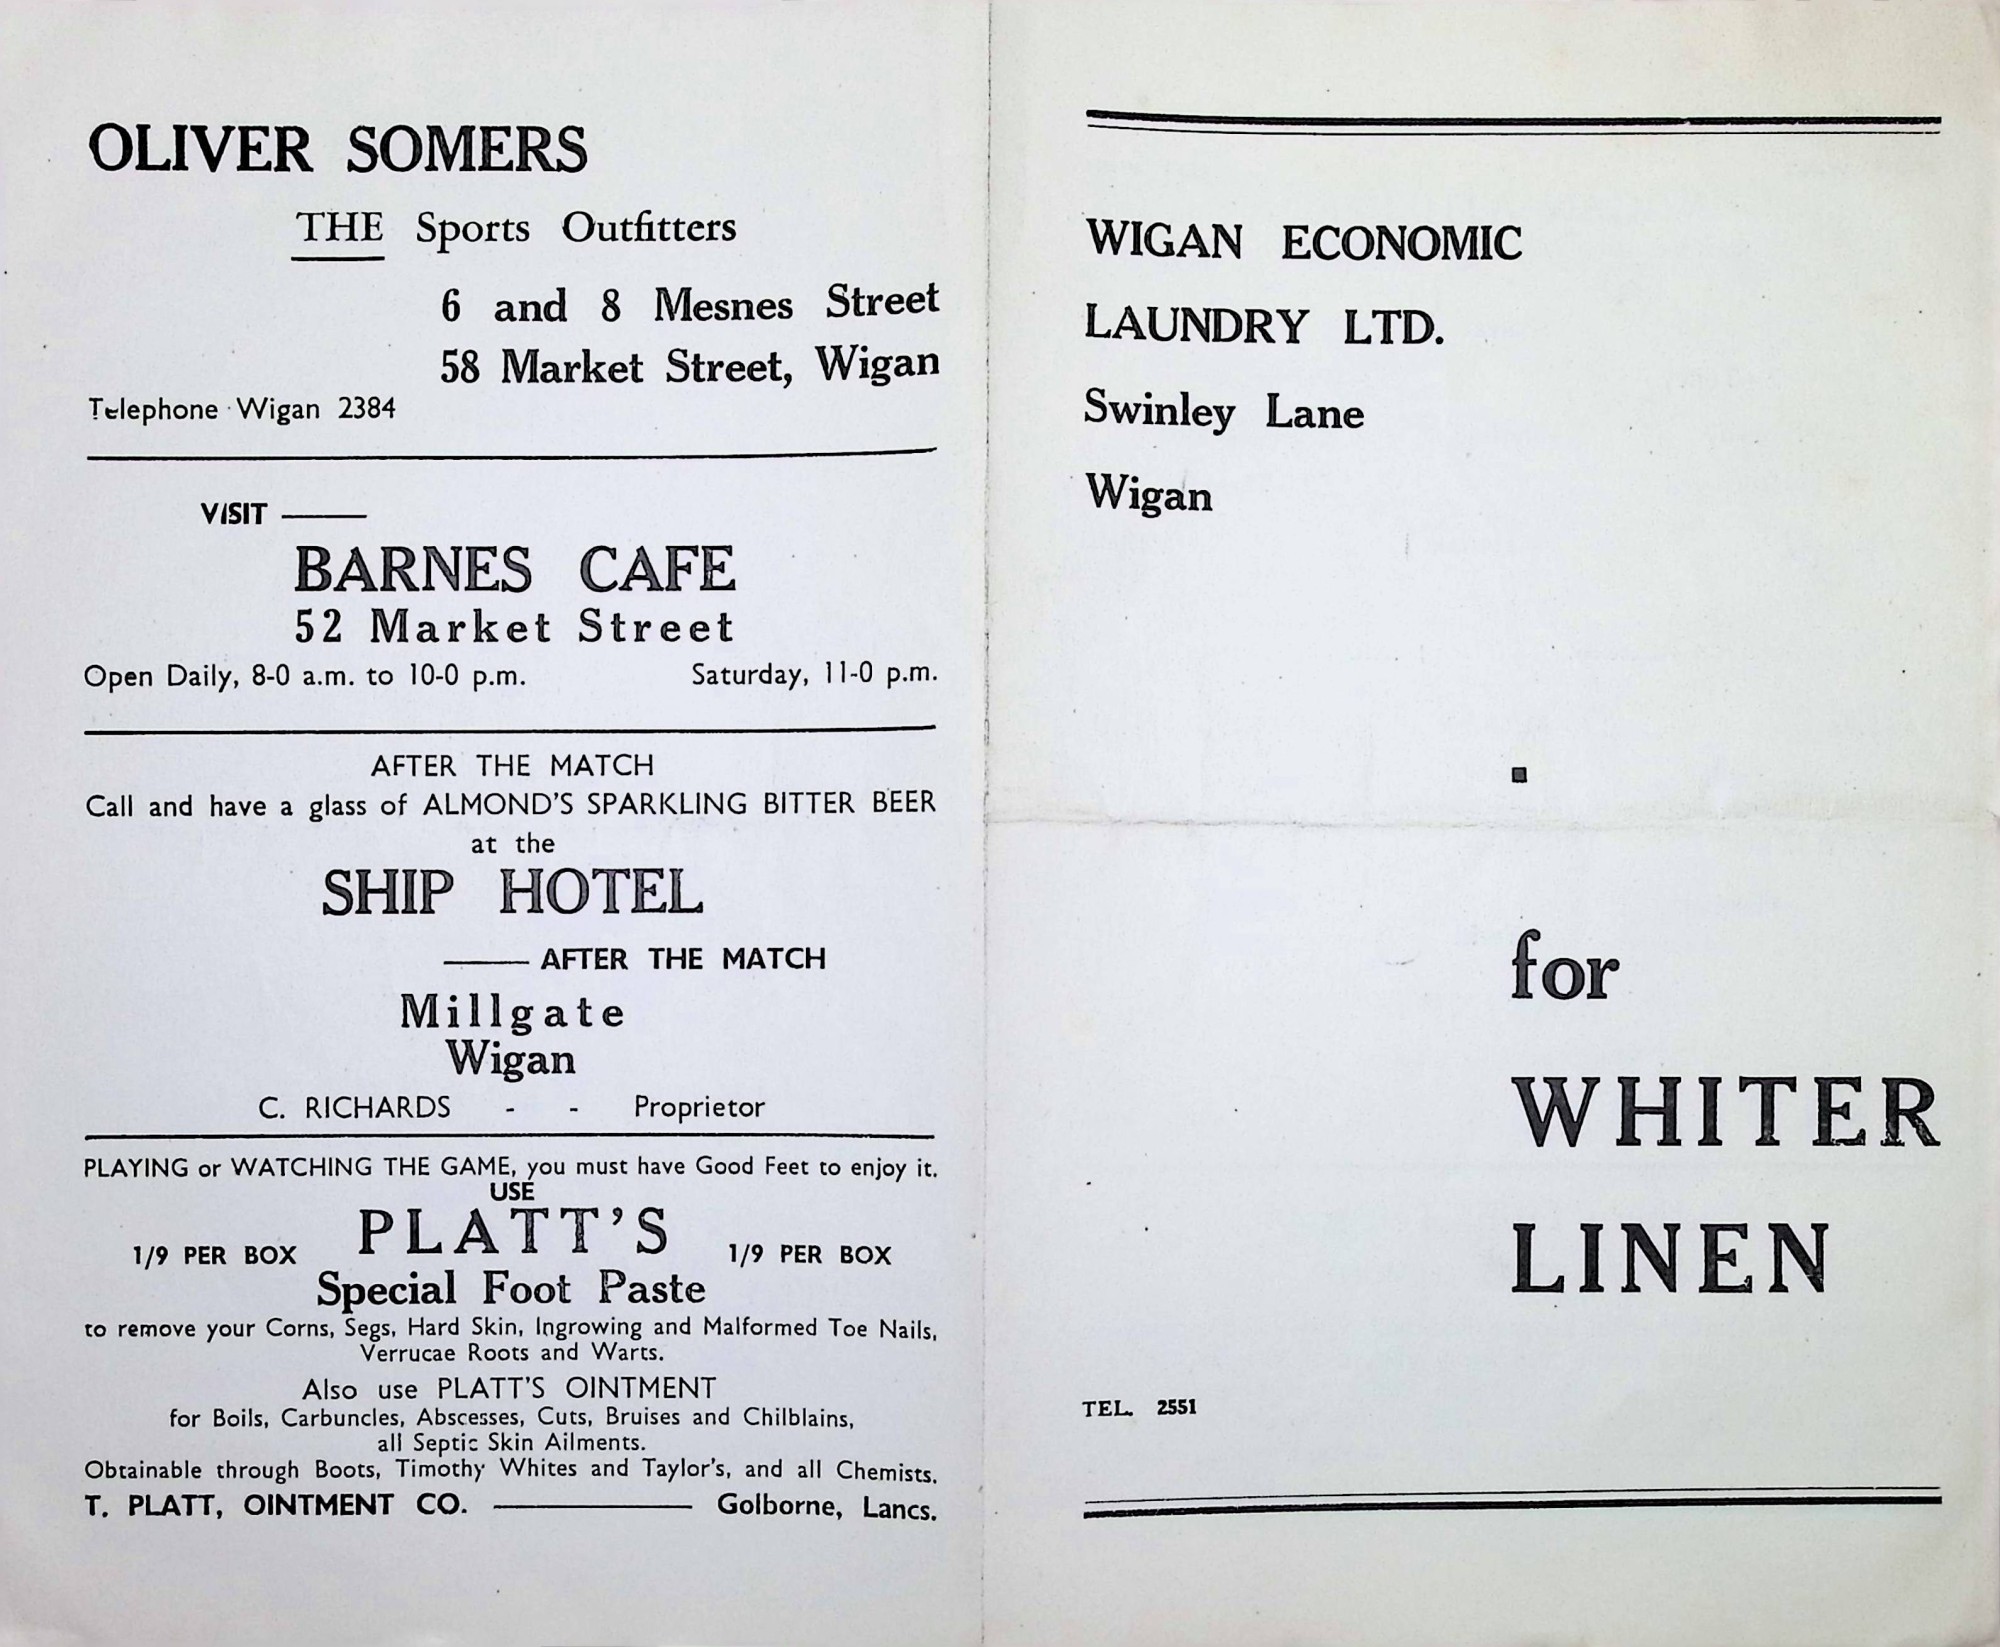 OLIVER SOMERS
THE Sports Outfitters
6 and 8 Mesnes Street
58 Market Street, Wigan
Telephone Wigan 2384
VISIT ——
BARNES CAFE
52 Market Street
Open Daily, 8-0 a.m. to 10-0 p.m. Saturday, 11-0 p.m.
AFTER THE MATCH
Call and have a glass of ALMOND'S SPARKLING BITTER BEER
at the
SHIP HOTEL
—— AFTER THE MATCH
Millgate
Wigan
C. RICHARDS - - Proprietor
PLAYING or WATCHING THE GAME, you must have Good Feet to enjoy it.
USE
1/9 PER BOX PLATT'S 1/9 PER BOX
Special Foot Paste
to remove your Corns, Segs, Hard Skin, Ingrowing and Malformed Toe Nails,
Verrucae Roots and Warts.
Also use PLATT'S OINTMENT
for Boils, Carbuncles, Abscesses, Cuts, Bruises and Chilblains,
all Septic Skin Ailments.
Obtainable through Boots, Timothy Whites and Taylor's, and all Chemists.
T. PLATT, OINTMENT CO. —— Golborne, Lancs.
WIGAN ECONOMIC
LAUNDRY LTD.
Swinley Lane
Wigan
for
WHITER
LINEN
TEL. 2551